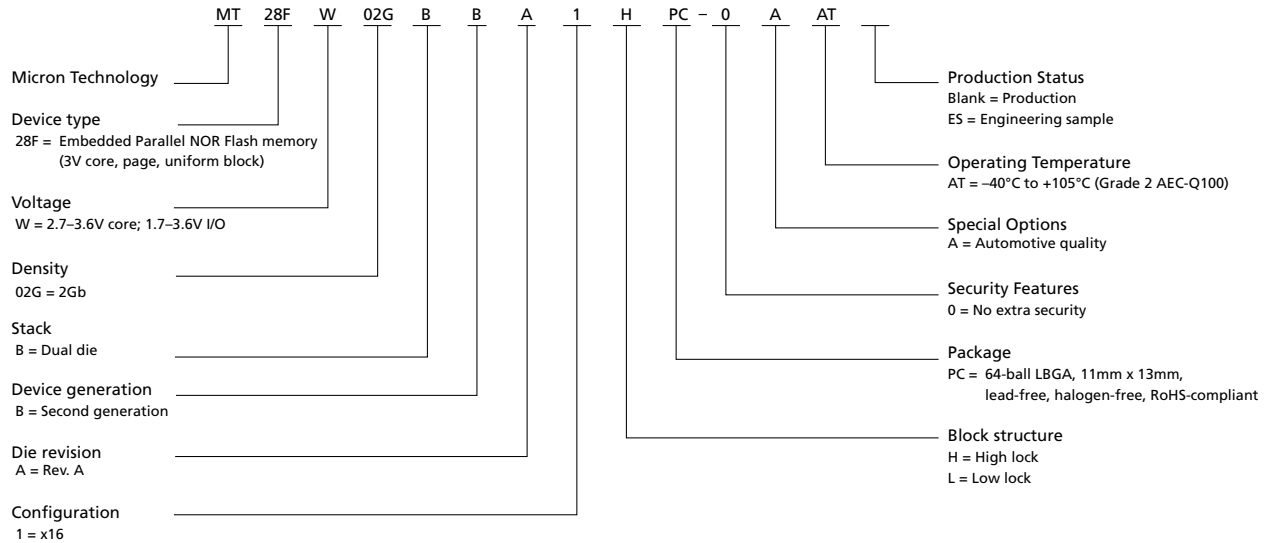 MT 28F W 02G B B A 1 H PC – 0 A AT
Micron Technology
Device type
28F = Embedded Parallel NOR Flash memory
(3V core, page, uniform block)
Voltage
W = 2.7–3.6V core; 1.7–3.6V I/O
Density
02G = 2Gb
Stack
B = Dual die
Device generation
B = Second generation
Die revision
A = Rev. A
Configuration
1 = x16
Production Status
Blank = Production
ES = Engineering sample
Operating Temperature
AT = –40°C to +105°C (Grade 2 AEC-Q100)
Special Options
A = Automotive quality
Security Features
0 = No extra security
Package
PC = 64-ball LBGA, 11mm x 13mm,
lead-free, halogen-free, RoHS-compliant
Block structure
H = High lock
L = Low lock